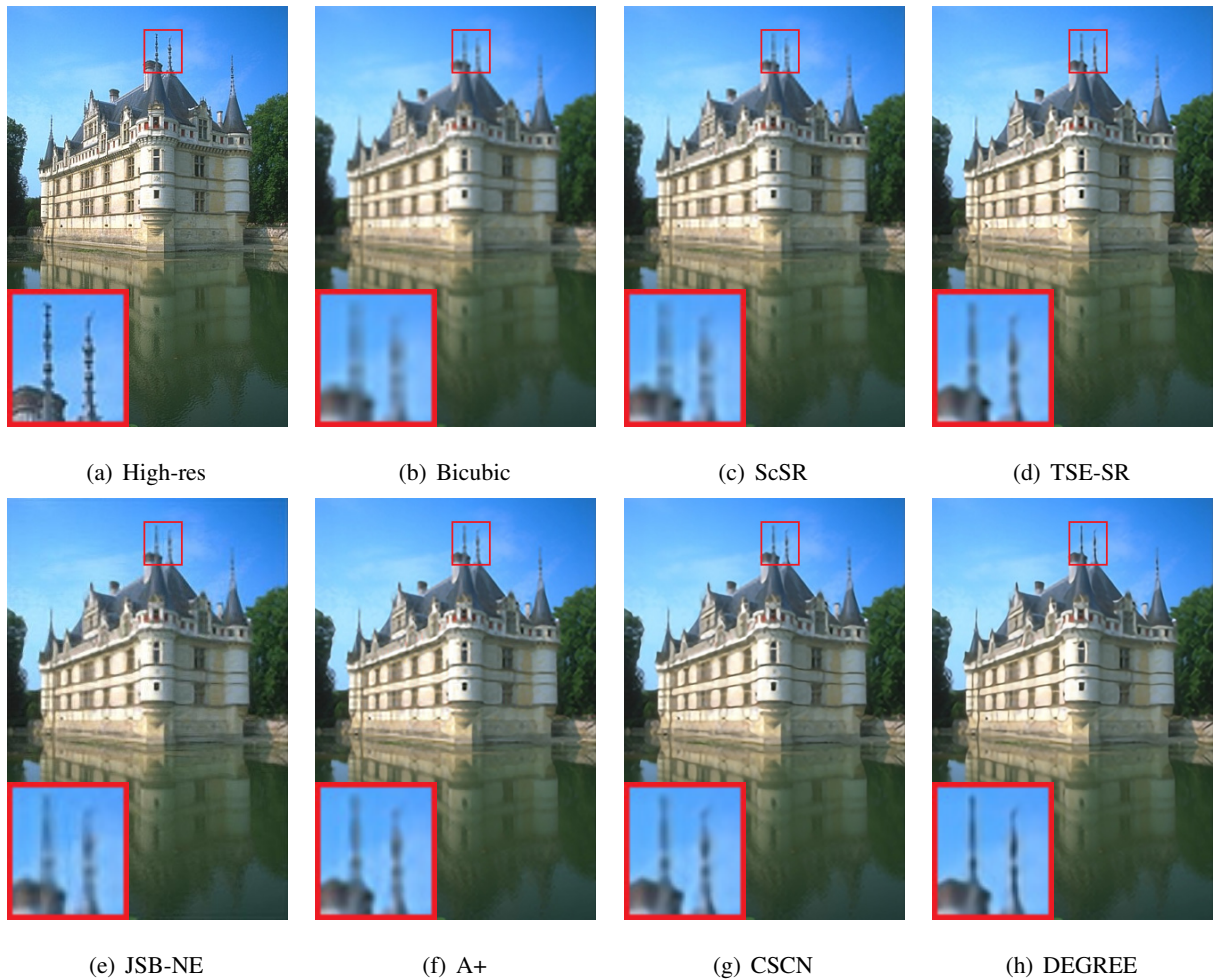 (a) High-res
(b) Bicubic
(c) ScSR
(d) TSE-SR
(e) JSB-NE
(f) A+
(g) CSCN
(h) DEGREE